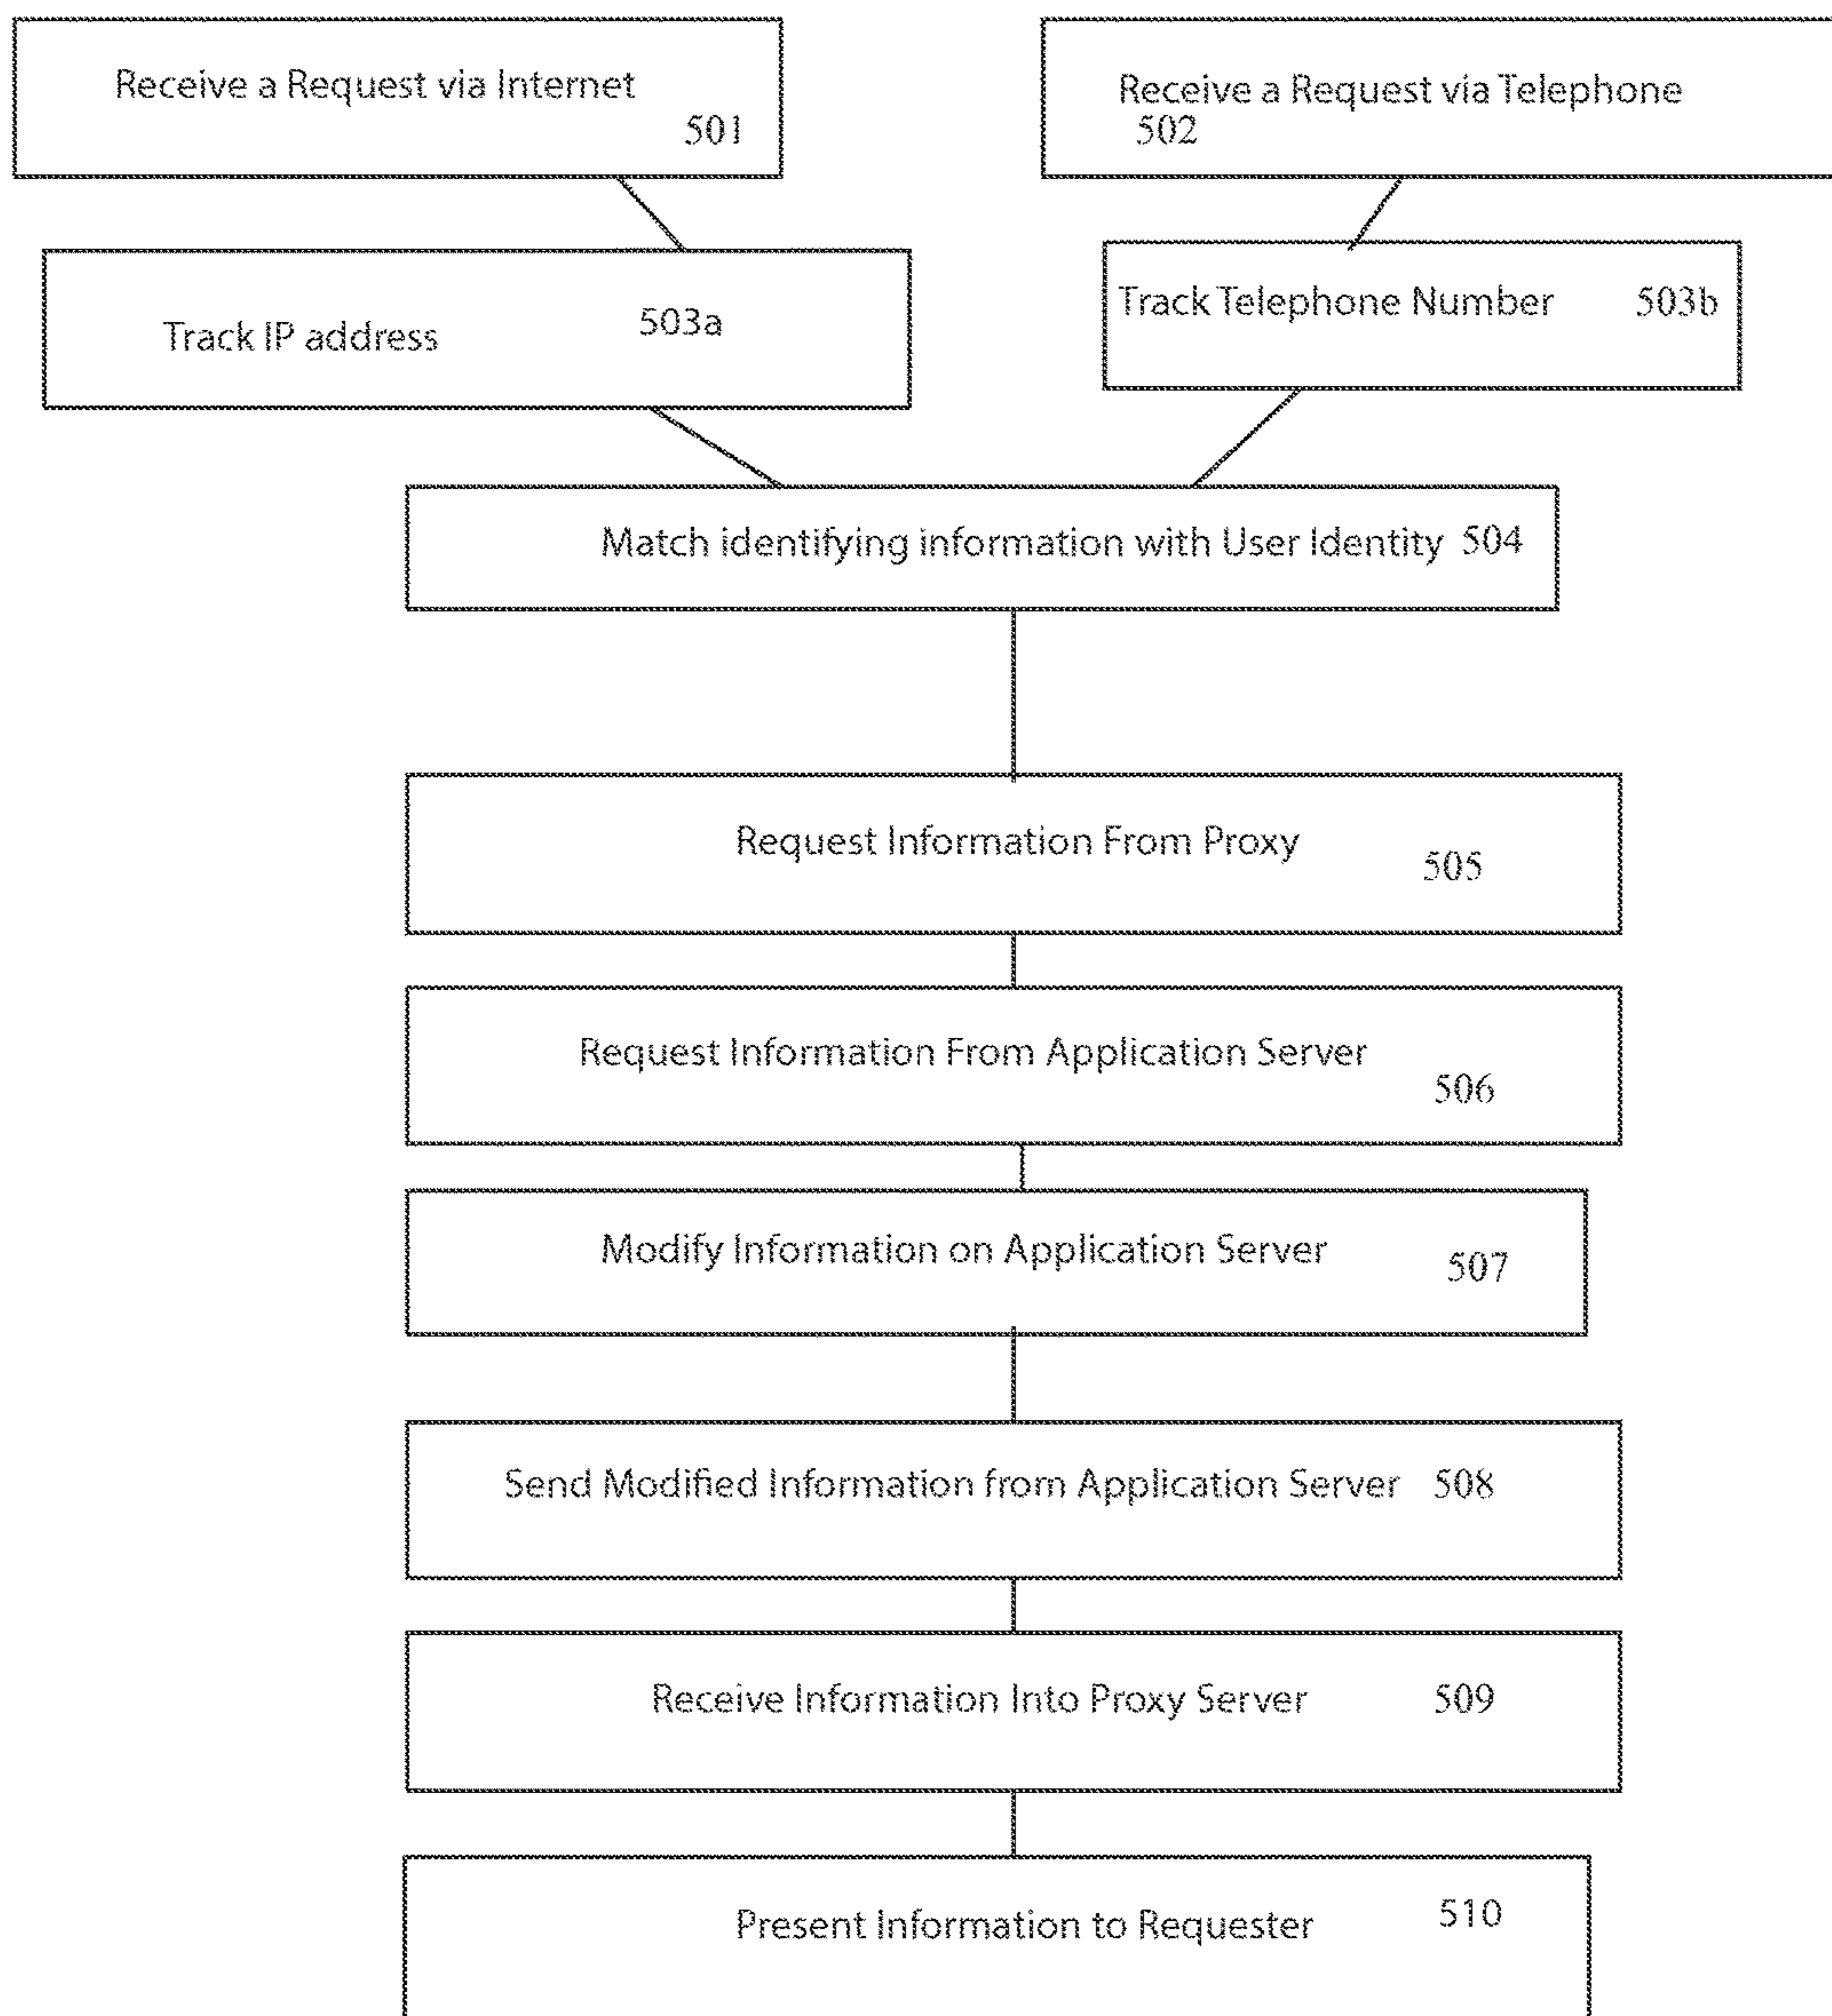 Receive a Request via Internet
501
Receive a Request via Telephone
502
Track IP address 503a
Track Telephone Number 503b
Match identifying information with User Identity 504
Request Information From Proxy
505
Request Information From Application Server
506
Modify Information on Application Server 507
Send Modified Information from Application Server 508
Receive Information Into Proxy Server 509
Present Information to Requester 510